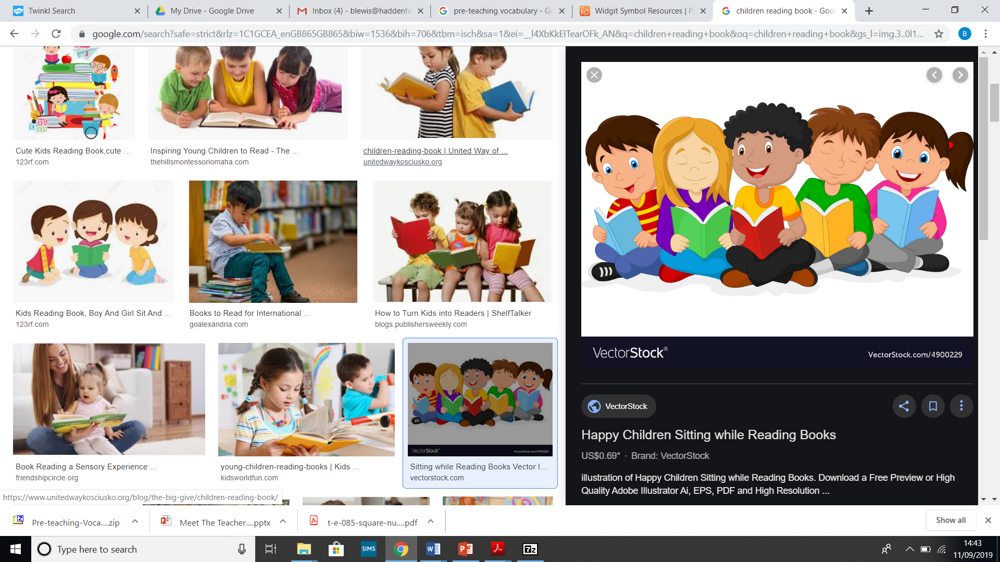 Twinkl Search
My Drive - Google Drive
Inbox (4) - blewis@haddenha
pre-teaching vocabulary - Go
Widgit Symbol Resources | Pr
children reading book - Goo
google.com/search?safe=strict&rlz=1C1GCEA_enGB865GB865&biw=1536&bih=706&tbm=isch&sa=1&ei=__l4XbKkEITearOFk_AN&q=children+reading+book&oq=children+reading+book&gs_l=img.3..0l1...
B
Cute Kids Reading Book,cute ...
123rf.com
Inspiring Young Children to Read - The ...
thehillsmontessoriomaha.com
children-reading-book | United Way of ...
unitedwaykosciusko.org
Kids Reading Book, Boy And Girl Sit And ...
123rf.com
Books to Read for International ...
goalexandria.com
How to Turn Kids into Readers | ShelfTalker
blogs.publishersweekly.com
Book Reading a Sensory Experience ...
friendshipcircle.org
young-children-reading-books | Kids ...
kidsworldfun.com
VectorStock®
VectorStock.com/4900229
Sitting while Reading Books Vector I...
vectorstock.com
VectorStock®
VectorStock.com/4900229
VectorStock
Happy Children Sitting while Reading Books
US$0.69* · Brand: VectorStock
illustration of Happy Children Sitting while Reading Books. Download a Free Preview or High
Quality Adobe Illustrator Ai, EPS, PDF and High Resolution ...
https://www.unitedwaykosciusko.org/blog/the-big-give/children-reading-book/
Pre-teaching-Voca....zip
Meet The Teacher....pptx
t-e-085-square-nu....pdf
Show all
Type here to search
SIMS
7z
14:43
11/09/2019